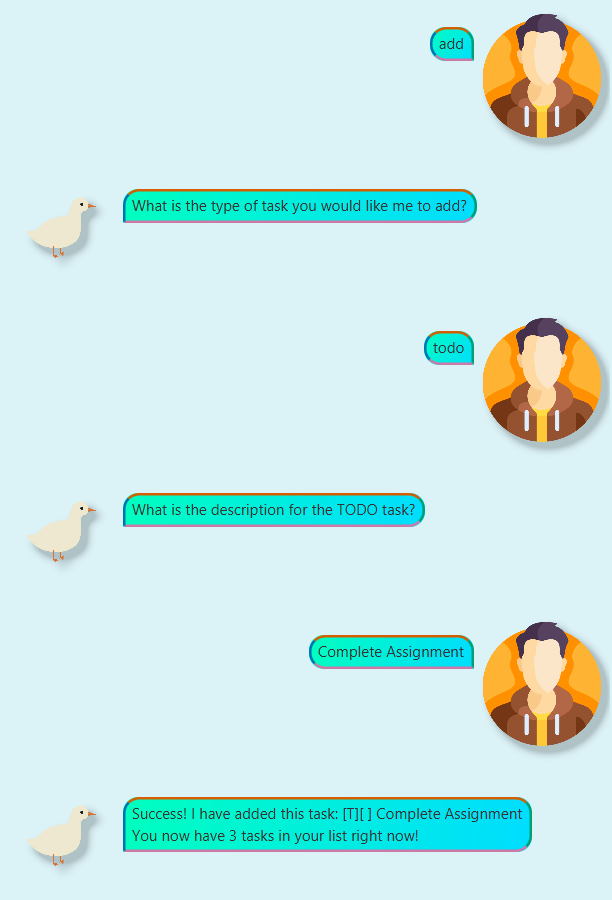 add
What is the type of task you would like me to add?
todo
What is the description for the TODO task?
Complete Assignment
Success! I have added this task: [T][ ] Complete Assignment
You now have 3 tasks in your list right now!